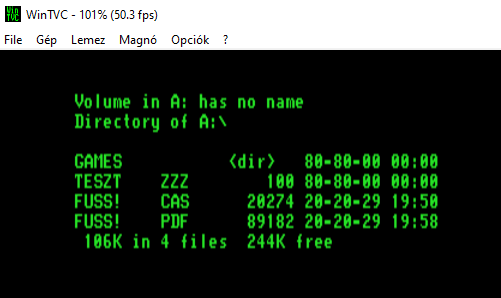 WinTVC - 101% (50.3 fps)
File Gép Lemez Magnó Opciók ?
Volume in A: has no name
Directory of A:\
GAMES <dir> 80-80-00 00:00
TESZT ZZZ 100 80-80-00 00:00
FUSS! CAS 20274 20-20-29 19:50
FUSS! PDF 89182 20-20-29 19:58
106K in 4 files 244K free